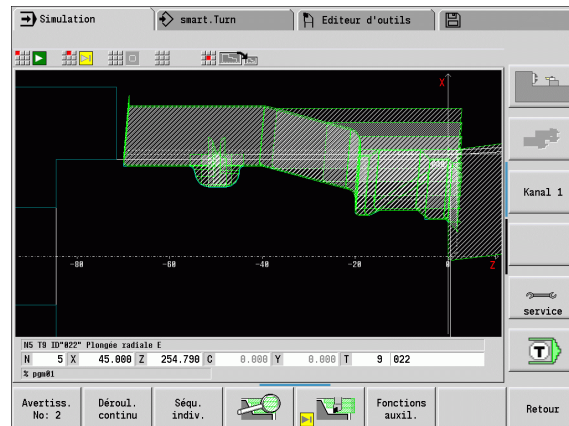 Simulation
smart.Turn
Editeur d'outils
X
Kanal 1
-80 -60 -40 -20 0 Z
service
T
N5 T9 ID"022" Plongée radiale E
N 5 X 45.000 Z 254.790 C 0.000 Y 0.000 T 9 022
% pgm01
Avertiss. No: 2
Déroul. continu
Séqu. indiv.
Fonctions auxil.
Retour